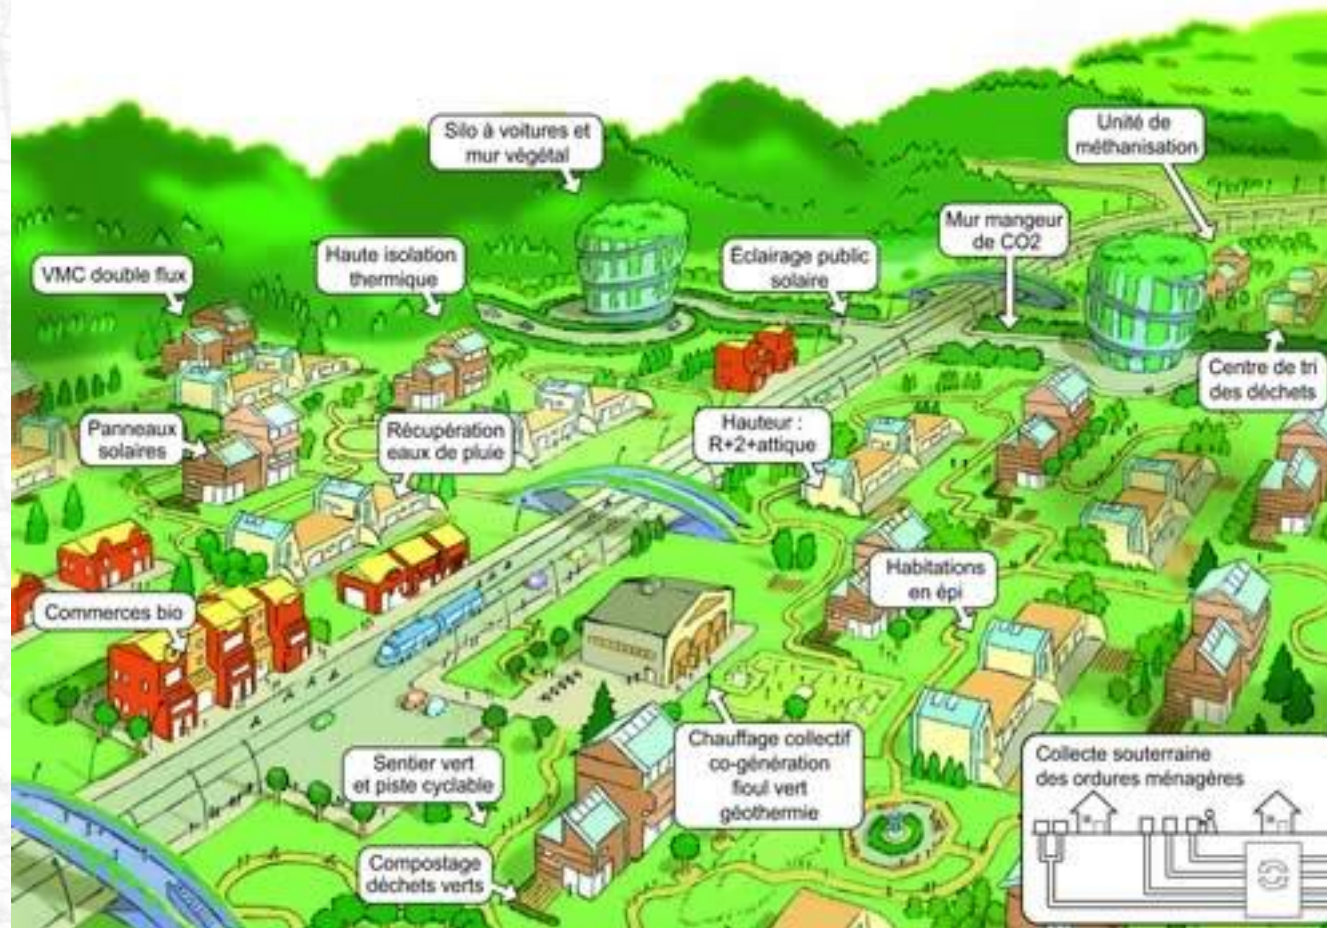 Silo à voitures et
mur végétal
Unité de
méthanisation
Mur mangeur
de CO2
VMC double flux
Haute isolation
thermique
Éclairage public
solaire
Centre de tri
des déchets
Panneaux
solaires
Récupération
eaux de pluie
Hauteur :
R+2+attique
Habitations
en épi
Commerces bio
Sentier vert
et piste cyclable
Chauffage collectif
co-génération
fioul vert
géothermie
Collecte souterraine
des ordures ménagères
Compostage
déchets verts